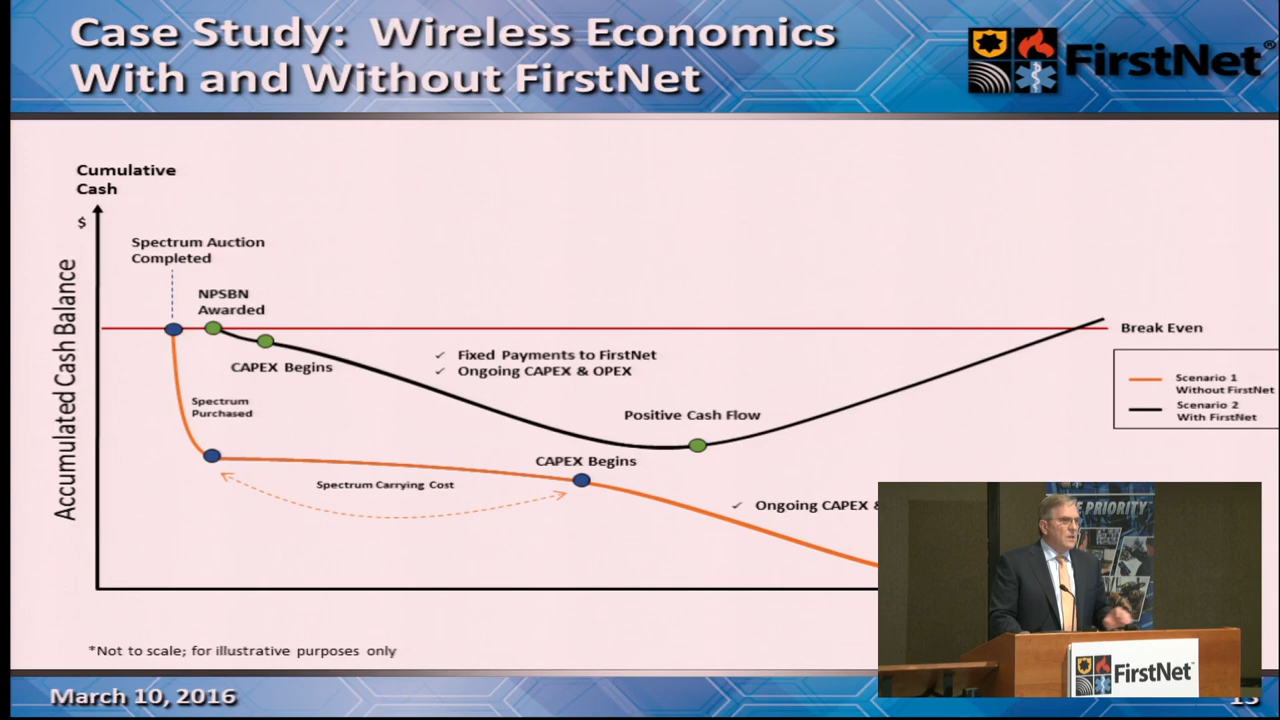 Case Study: Wireless Economics
With and Without FirstNet
FirstNet®
Cumulative
Cash
$
Accumulated Cash Balance
Spectrum Auction
Completed
NPSBN
Awarded
CAPEX Begins
✓ Fixed Payments to FirstNet
✓ Ongoing CAPEX & OPEX
Break Even
Scenario 1
Without FirstNet
Scenario 2
With FirstNet
Spectrum
Purchased
Positive Cash Flow
CAPEX Begins
Spectrum Carrying Cost
✓ Ongoing CAPEX &
PRIORITY
FirstNet
*Not to scale; for illustrative purposes only
March 10, 2016